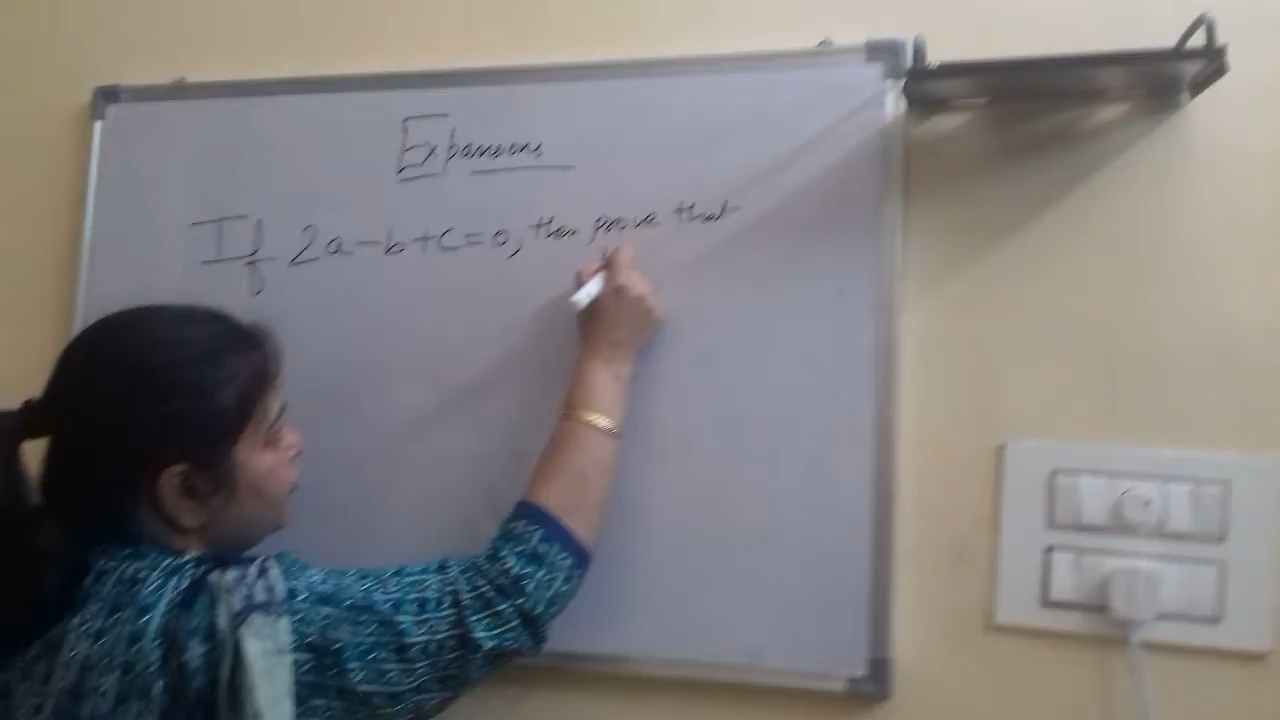 Expansions
If 2a-b+c=0, then prove that